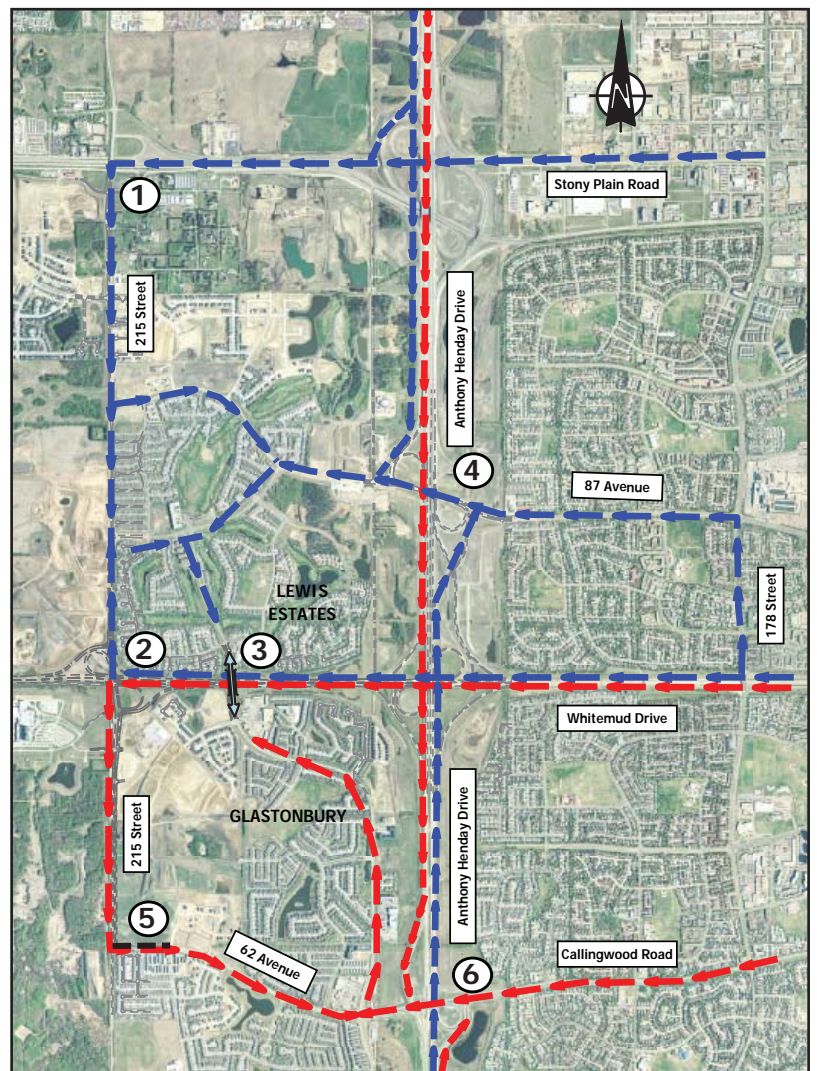 N
Stony Plain Road
1
215 Street
Anthony Henday Drive
4
87 Avenue
LEWIS
ESTATES
178 Street
2
3
Whitemud Drive
GLASTONBURY
215 Street
Anthony Henday Drive
5
62 Avenue
6
Callingwood Road